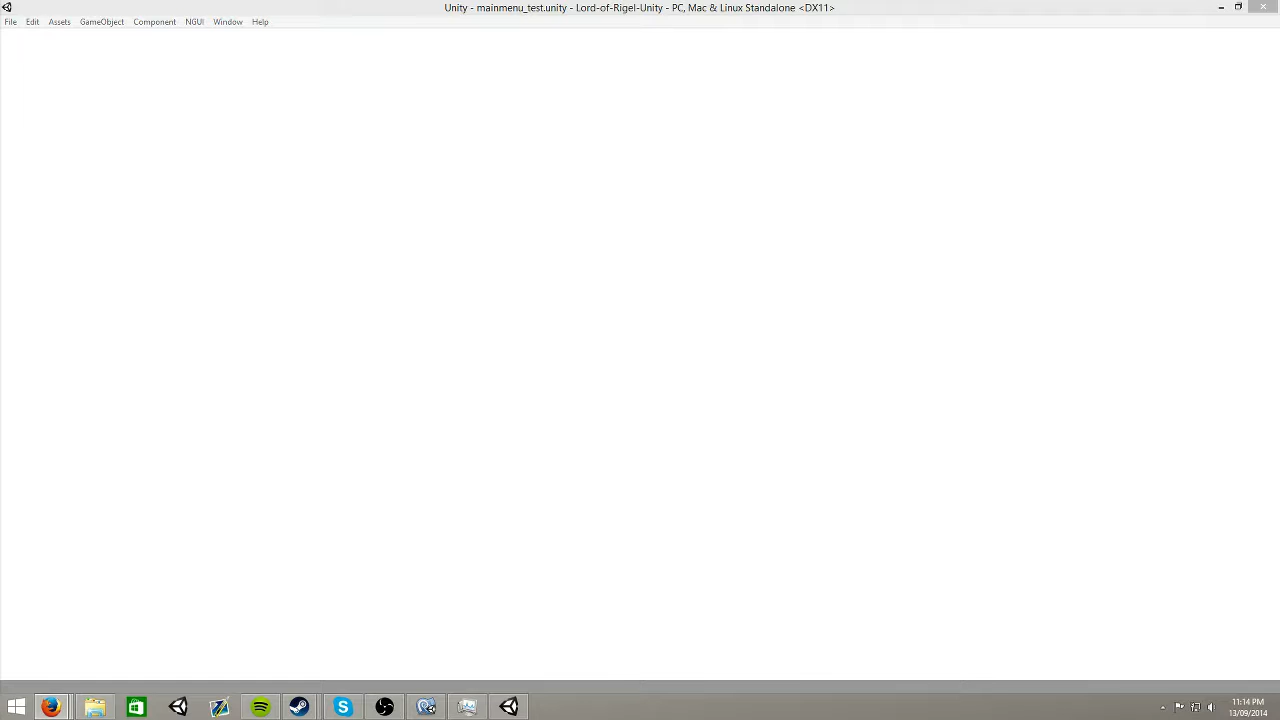 Unity - mainmenu_test.unity - Lord-of-Rigel-Unity - PC, Mac & Linux Standalone <DX11>
File Edit Assets GameObject Component NGUI Window Help
11:14 PM
13/09/2014